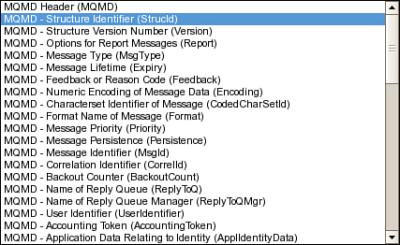 MQMD Header (MQMD)
MQMD - Structure Identifier (StrucId)
MQMD - Structure Version Number (Version)
MQMD - Options for Report Messages (Report)
MQMD - Message Type (MsgType)
MQMD - Message Lifetime (Expiry)
MQMD - Feedback or Reason Code (Feedback)
MQMD - Numeric Encoding of Message Data (Encoding)
MQMD - Characterset Identifier of Message (CodedCharSetId)
MQMD - Format Name of Message (Format)
MQMD - Message Priority (Priority)
MQMD - Message Persistence (Persistence)
MQMD - Message Identifier (MsgId)
MQMD - Correlation Identifier (CorrelId)
MQMD - Backout Counter (BackoutCount)
MQMD - Name of Reply Queue (ReplyToQ)
MQMD - Name of Reply Queue Manager (ReplyToQMgr)
MQMD - User Identifier (UserIdentifier)
MQMD - Accounting Token (AccountingToken)
MQMD - Application Data Relating to Identity (ApplIdentityData)